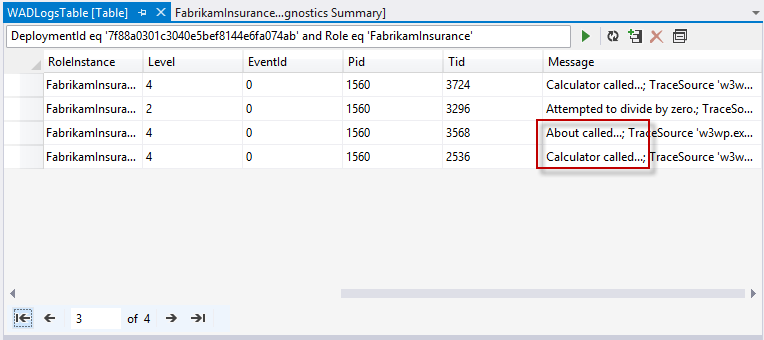 WADLogsTable [Table] FabrikamInsurance...gnostics Summary]
DeploymentId eq '7f88a0301c3040e5bef8144e6fa074ab' and Role eq 'FabrikamInsurance'
RoleInstance Level EventId Pid Tid Message
FabrikamInsura... 4 0 1560 3724 Calculator called...; TraceSource 'w3w...
FabrikamInsura... 2 0 1560 3296 Attempted to divide by zero.; TraceSo...
FabrikamInsura... 4 0 1560 3568 About called...; TraceSource 'w3wp.ex...
FabrikamInsura... 4 0 1560 2536 Calculator called...; TraceSource 'w3w...
3 of 4